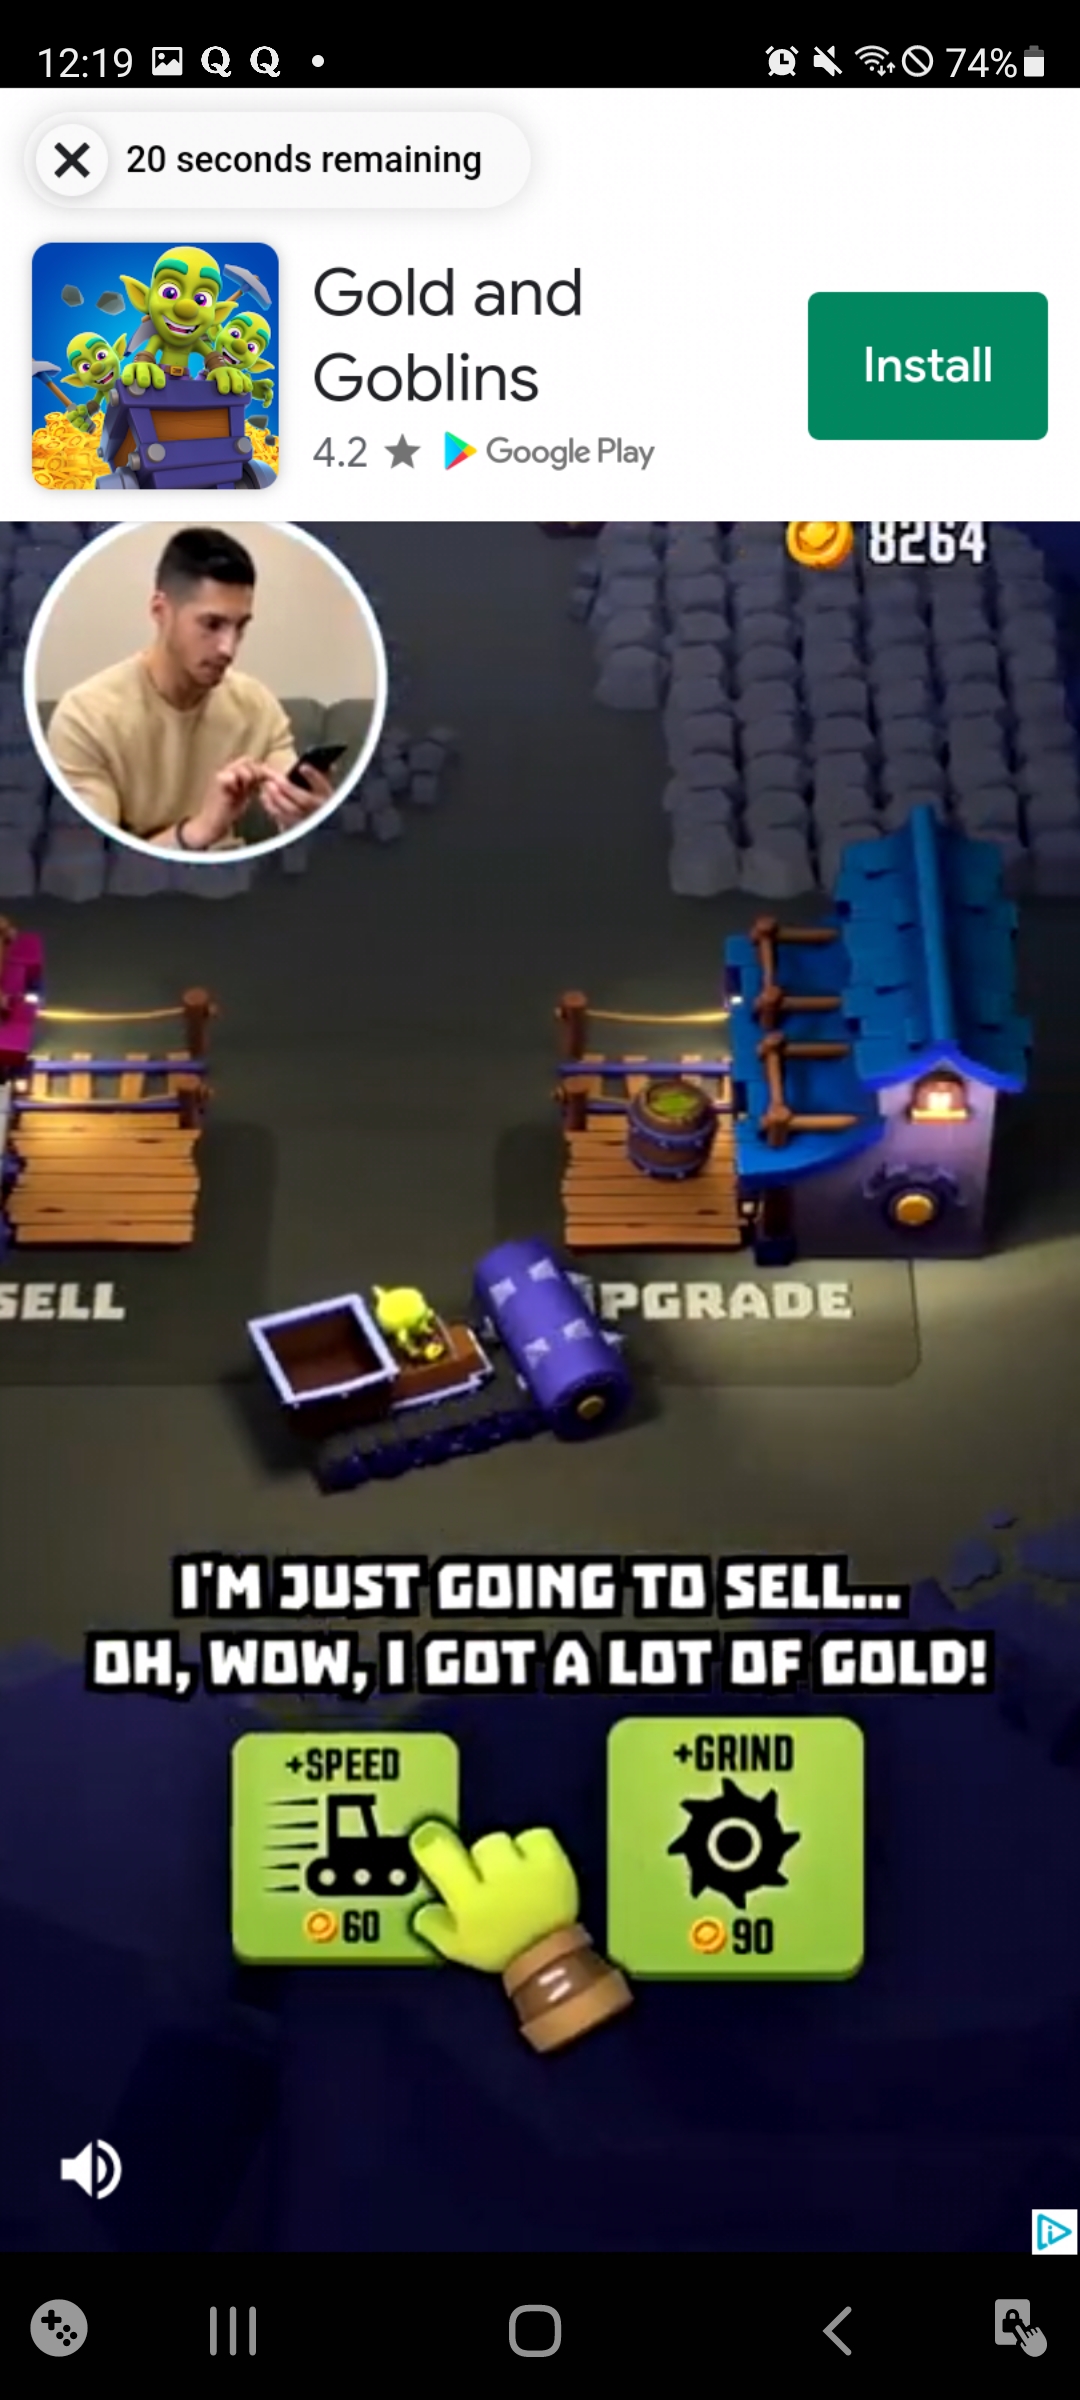 12:19
74%
20 seconds remaining
Gold and
Goblins
Install
4.2 ★ Google Play
8264
SELL
UPGRADE
I'M JUST GOING TO SELL...
OH, WOW, I GOT A LOT OF GOLD!
+SPEED
60
+GRIND
90